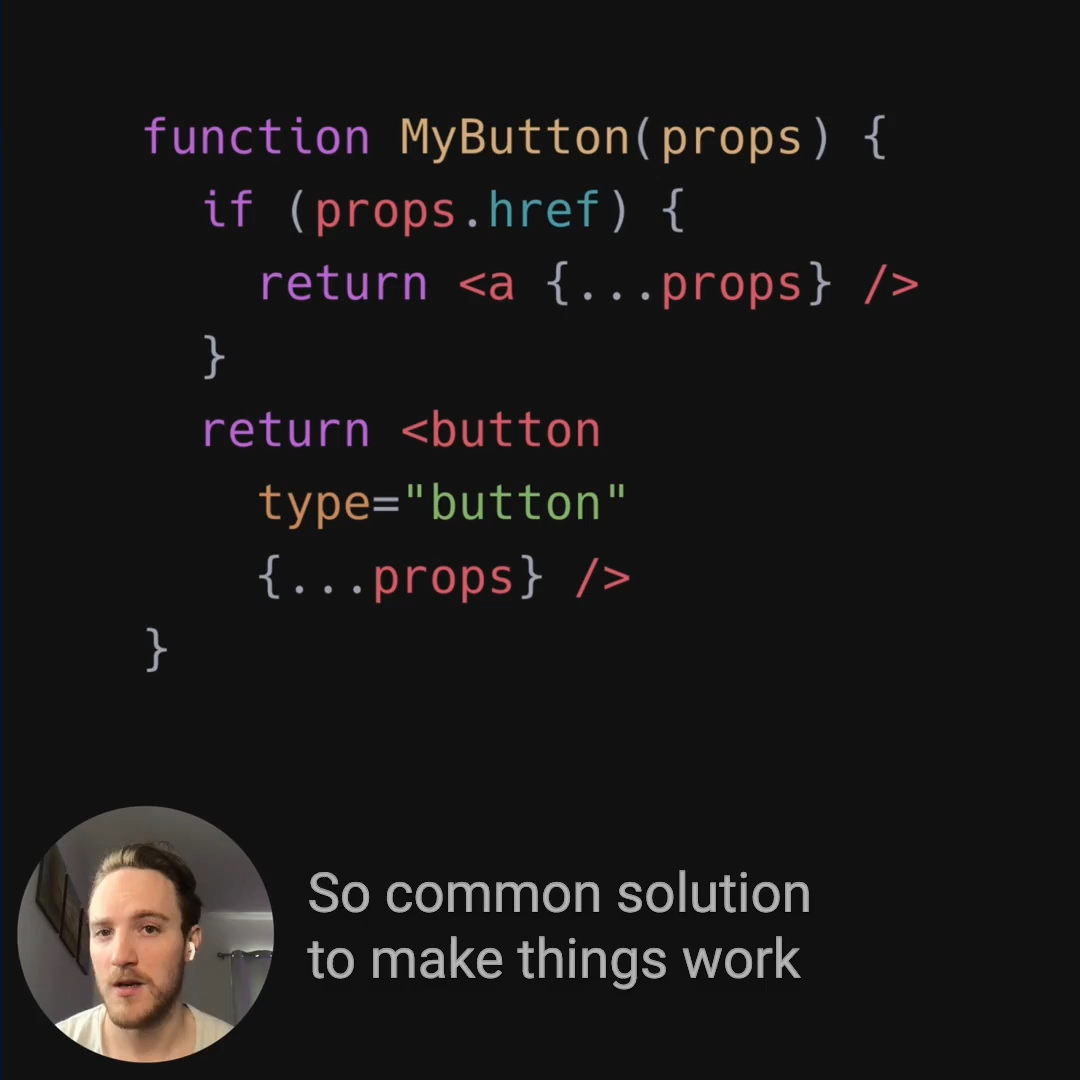 function MyButton(props) {
  if (props.href) {
    return <a {...props} />
  }
  return <button
    type="button"
    {...props} />
}
So common solution
to make things work